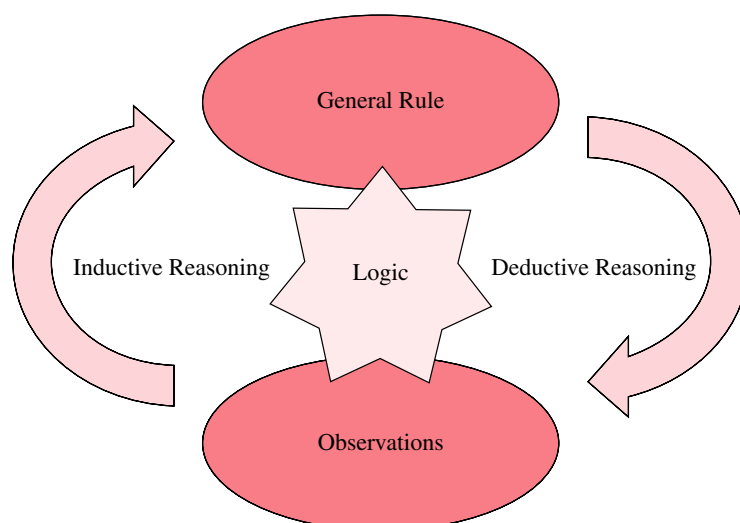 General Rule
Inductive Reasoning
Logic
Deductive Reasoning
Observations